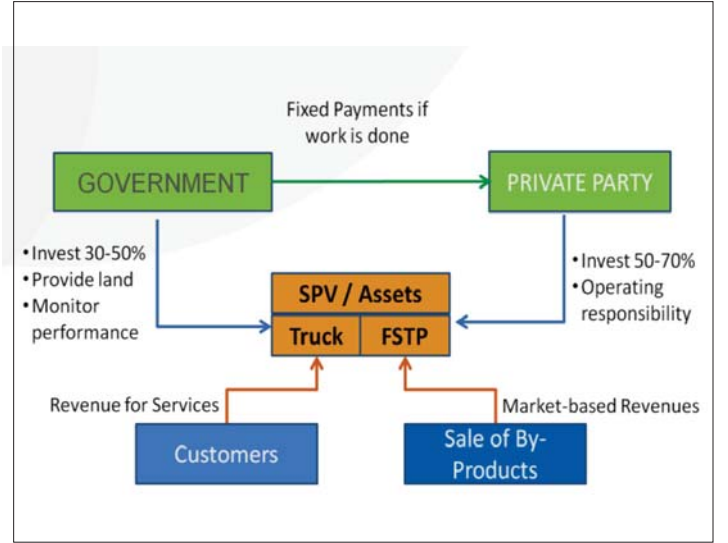 Fixed Payments if
work is done
GOVERNMENT
PRIVATE PARTY
• Invest 30-50%
• Provide land
• Monitor
performance
• Invest 50-70%
• Operating
responsibility
SPV / Assets
Truck
FSTP
Revenue for Services
Market-based Revenues
Customers
Sale of By-
Products